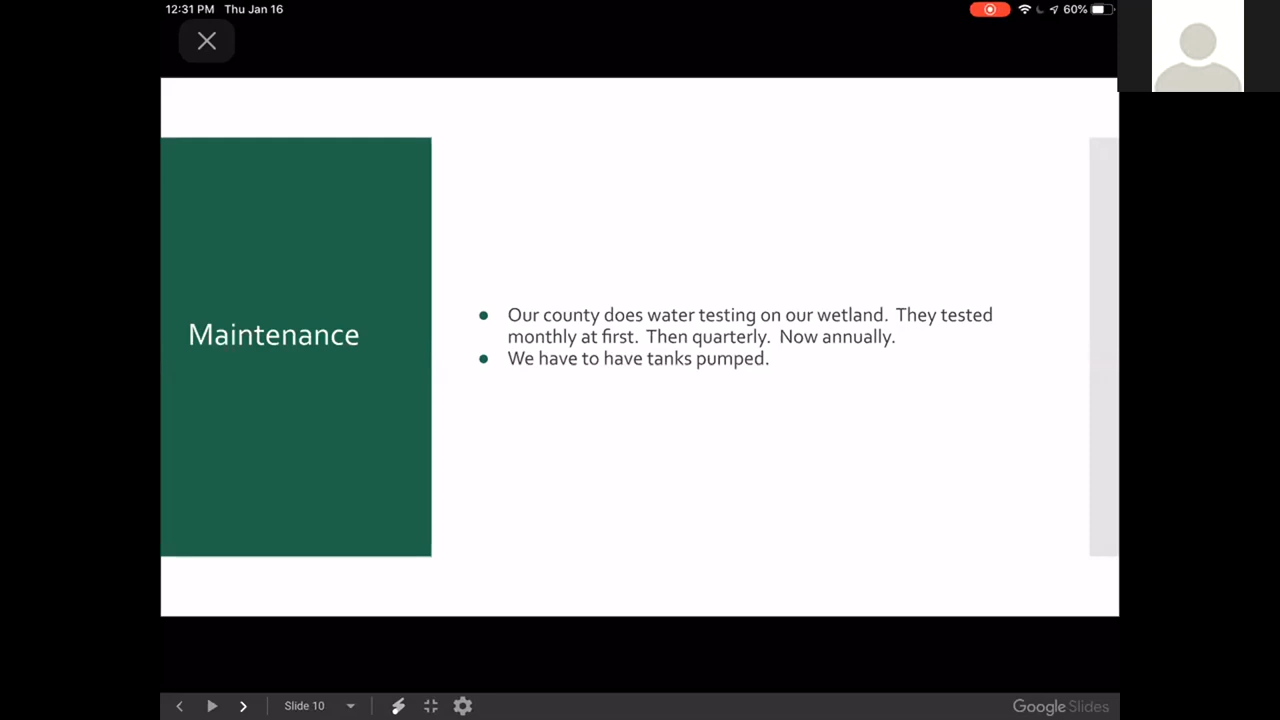 12:31 PM Thu Jan 16
60%
Maintenance
● Our county does water testing on our wetland.  They tested
monthly at first.  Then quarterly.  Now annually.
● We have to have tanks pumped.
Slide 10
Google Slides